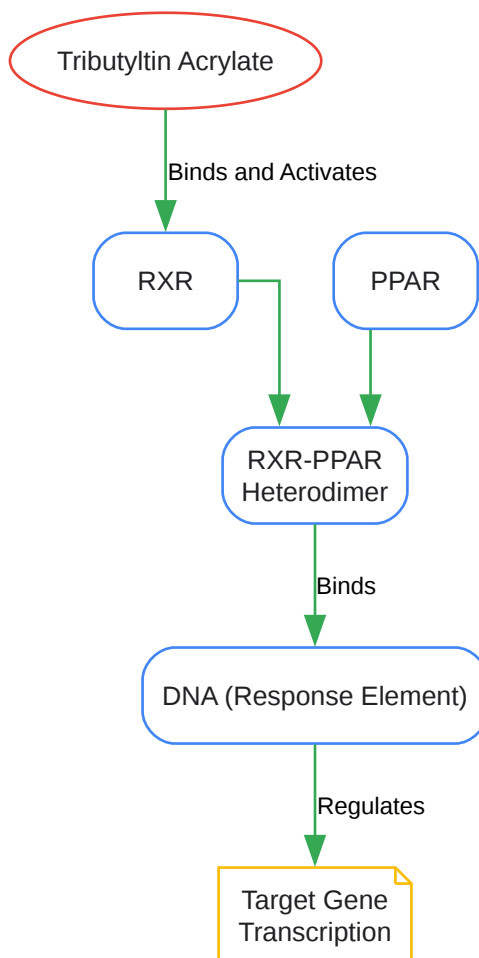 Tributyltin Acrylate
Binds and Activates
RXR
PPAR
RXR-PPAR
Heterodimer
Binds
DNA (Response Element)
Regulates
Target Gene
Transcription